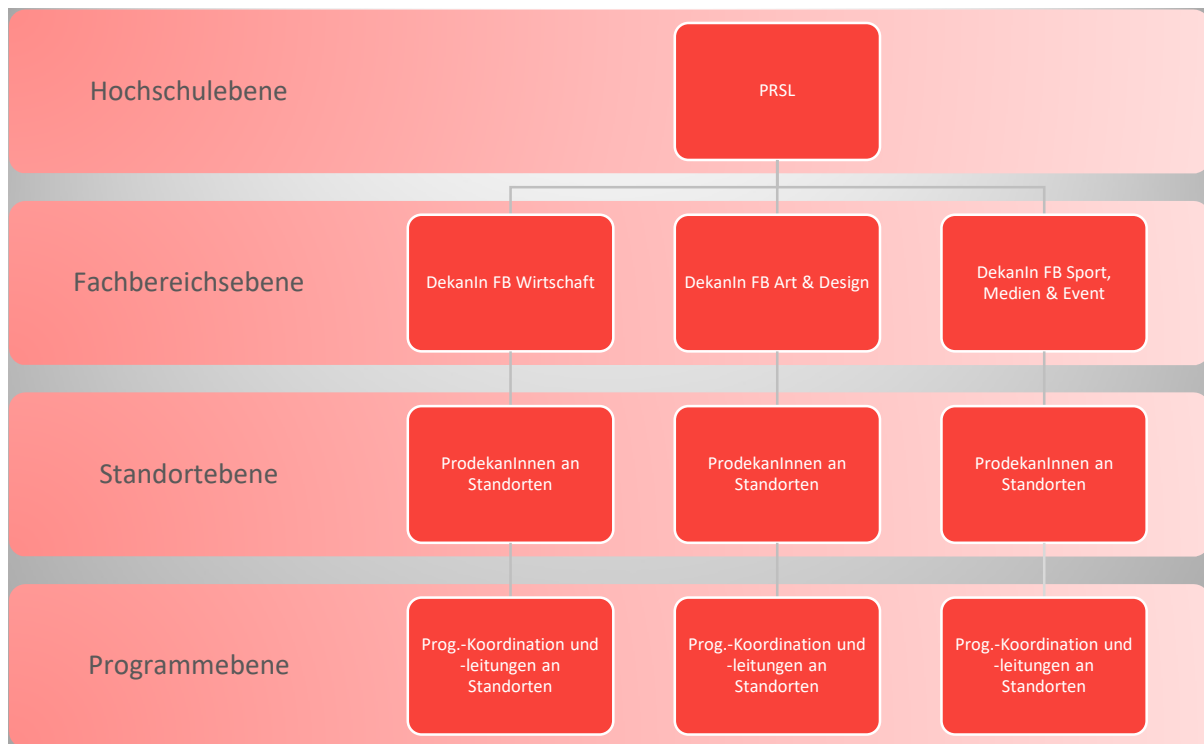 Hochschulebene
PRSL
Fachbereichsebene
DekanIn FB Wirtschaft
DekanIn FB Art & Design
DekanIn FB Sport,
Medien & Event
Standortebene
ProdekanInnen an
Standorten
ProdekanInnen an
Standorten
ProdekanInnen an
Standorten
Programmebene
Prog.-Koordination und
-leitungen an
Standorten
Prog.-Koordination und
-leitungen an
Standorten
Prog.-Koordination und
-leitungen an
Standorten